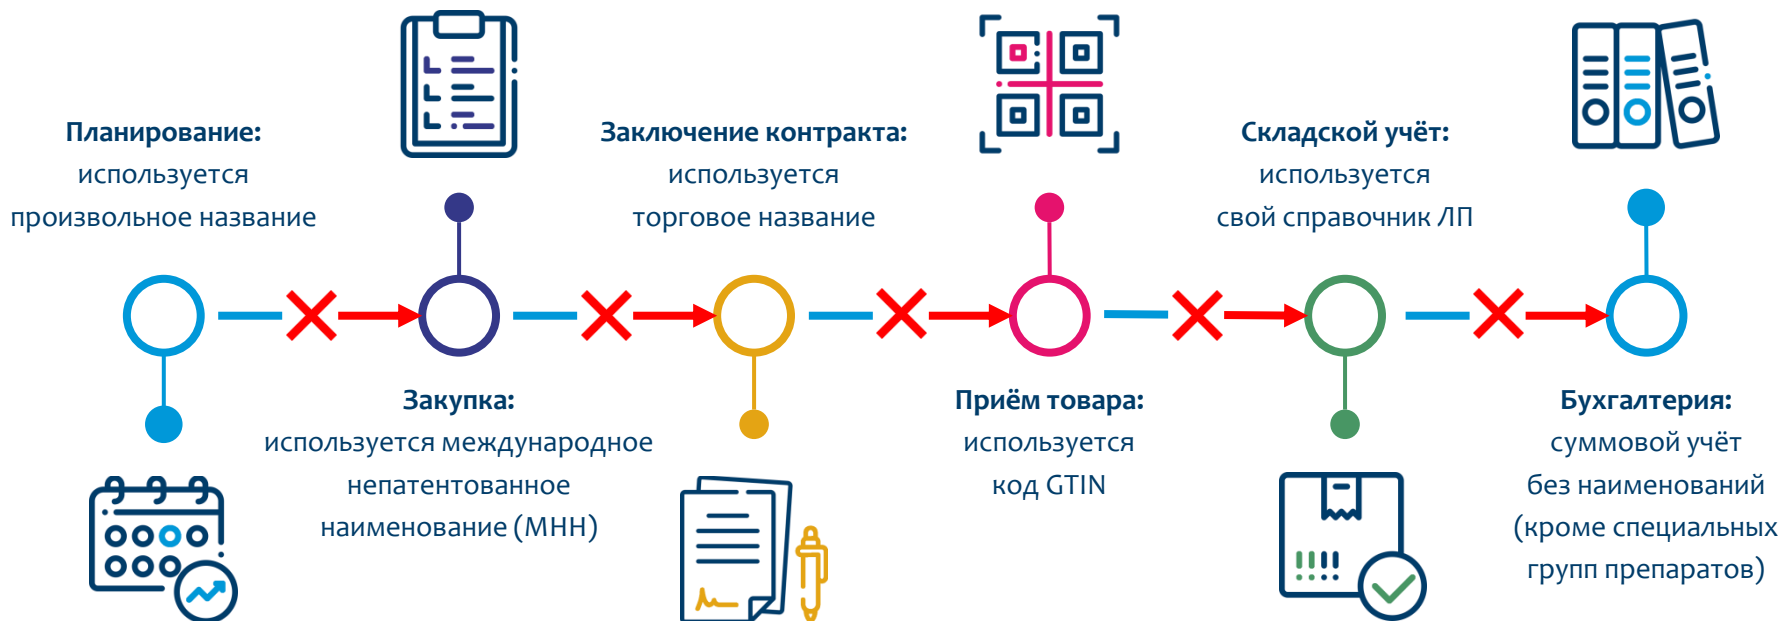 Планирование:
используется
произвольное название
Закупка:
используется международное
непатентованное
наименование (МНН)
Заключение контракта:
используется
торговое название
Приём товара:
используется
код GTIN
Складской учёт:
используется
свой справочник ЛП
Бухгалтерия:
суммовой учёт
без наименований
(кроме специальных
групп препаратов)